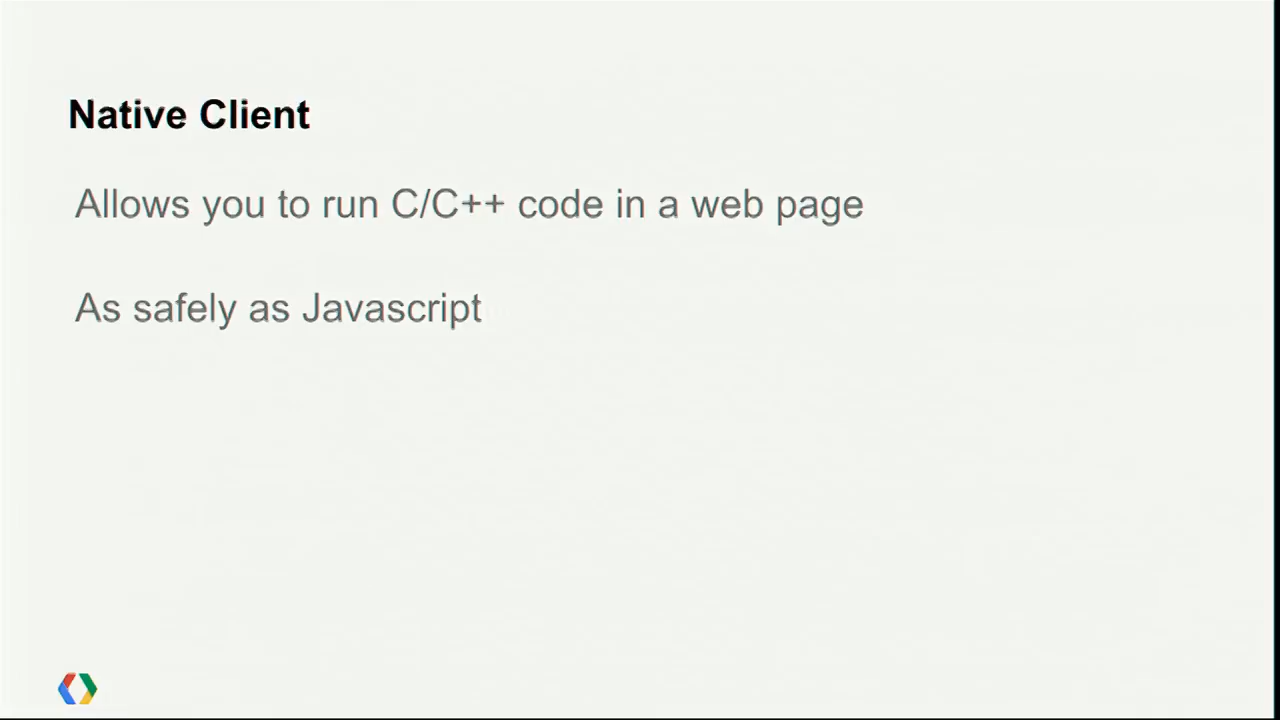 Native Client
Allows you to run C/C++ code in a web page
As safely as Javascript